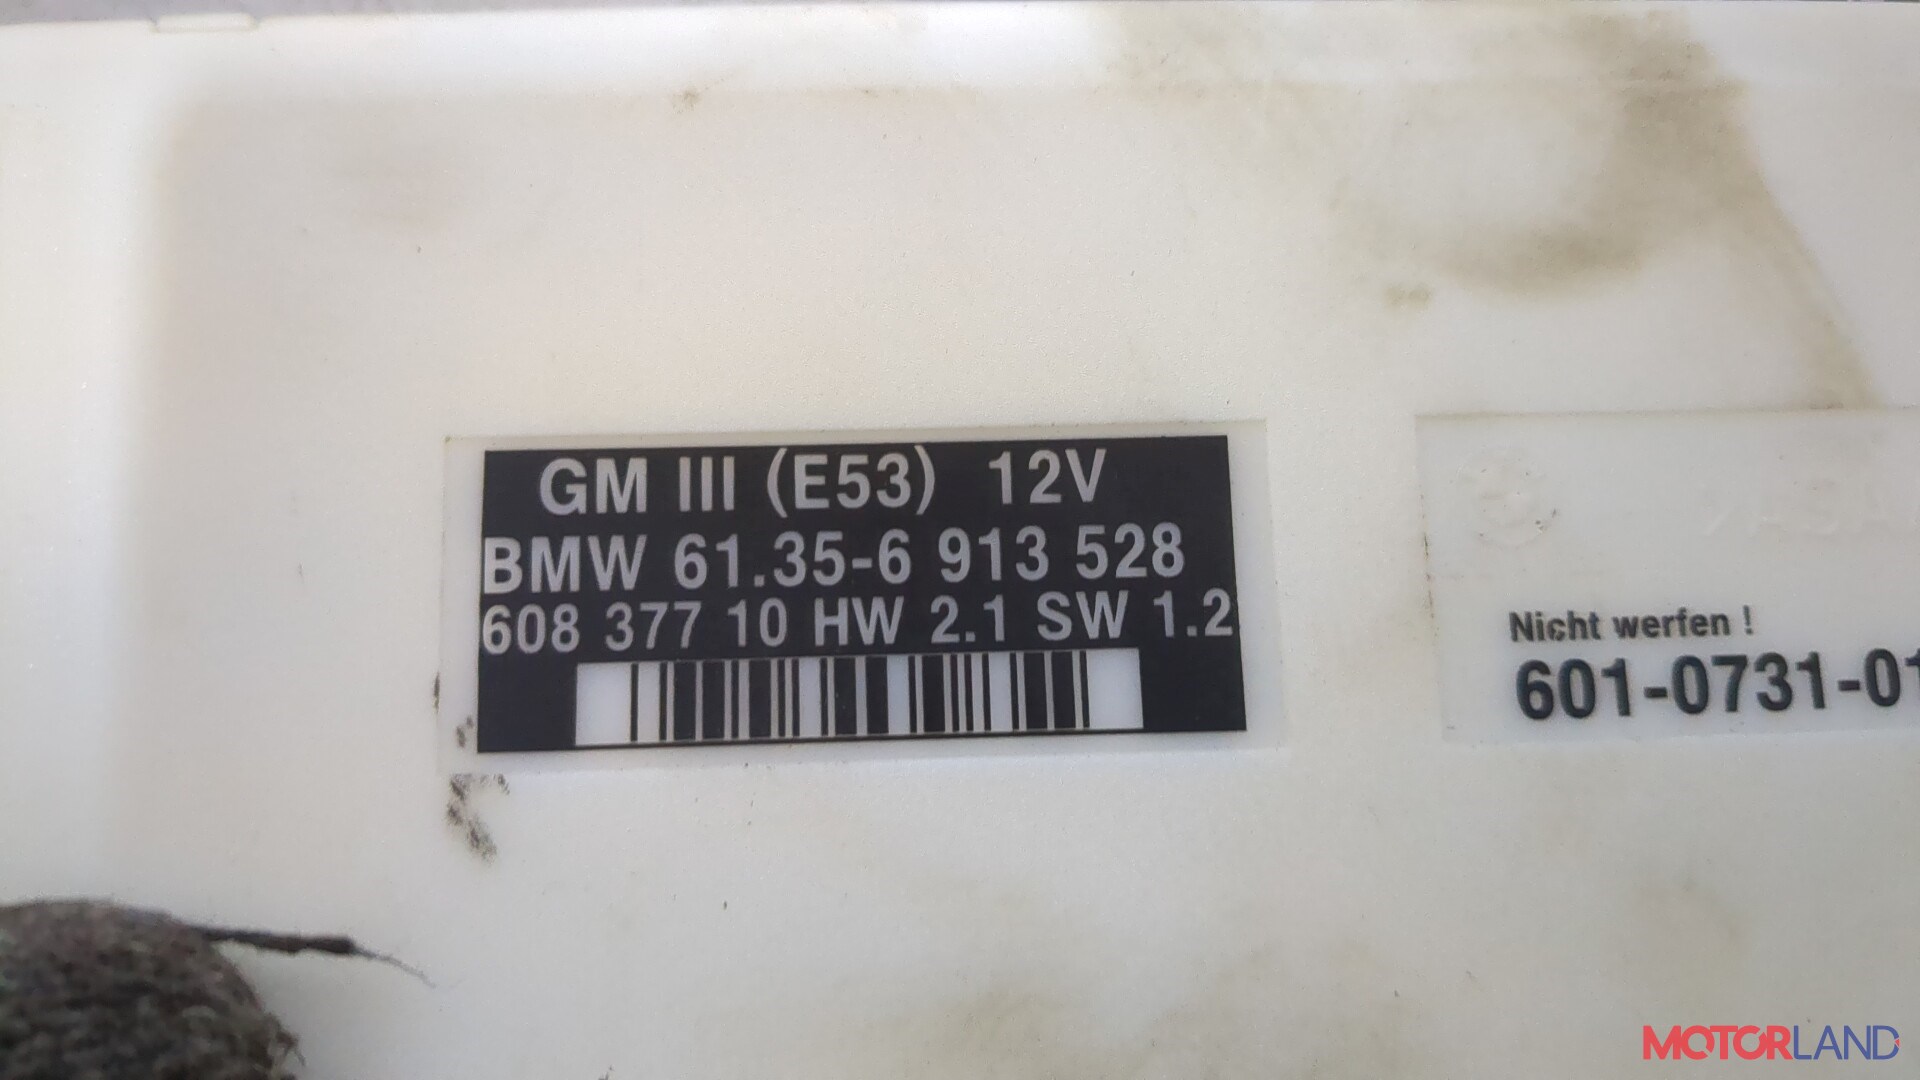 GM III (E53) 12V
BMW 61.35-6 913 528
608 377 10 HW 2.1 SW 1.2
Nicht werfen !
601-0731-01
MOTORLAND